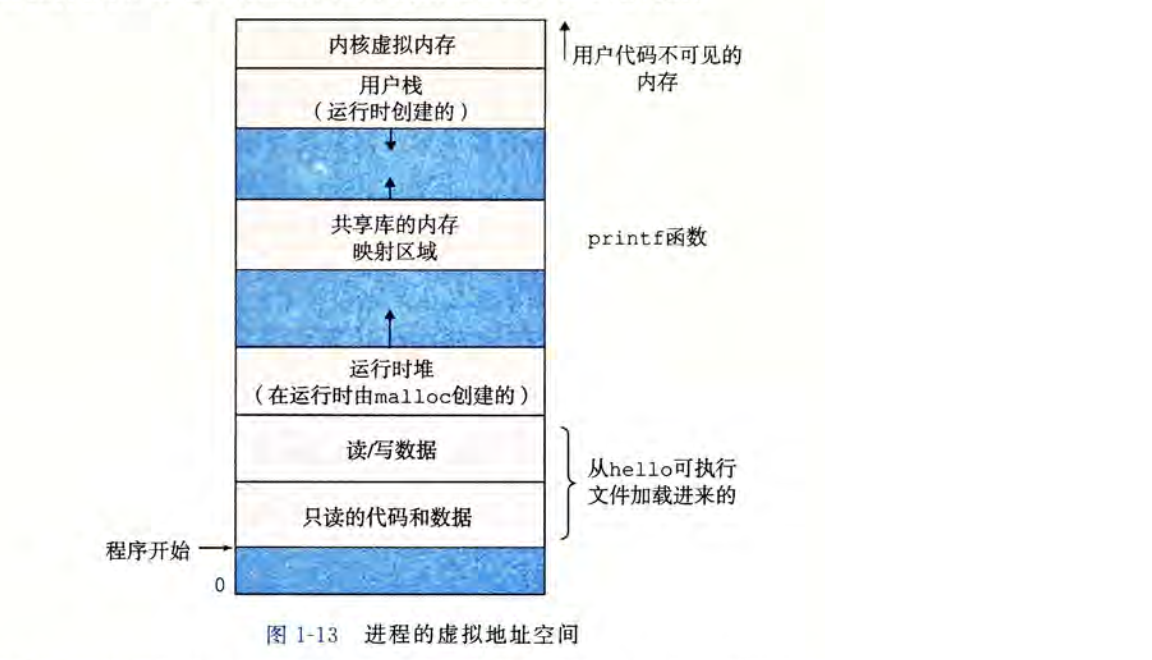 内核虚拟内存
用户代码不可见的
内存
用户栈
（运行时创建的）
共享库的内存
映射区域
printf函数
运行时堆
（在运行时由malloc创建的）
读/写数据
从hello可执行
文件加载进来的
只读的代码和数据
程序开始
0
图 1-13 进程的虚拟地址空间